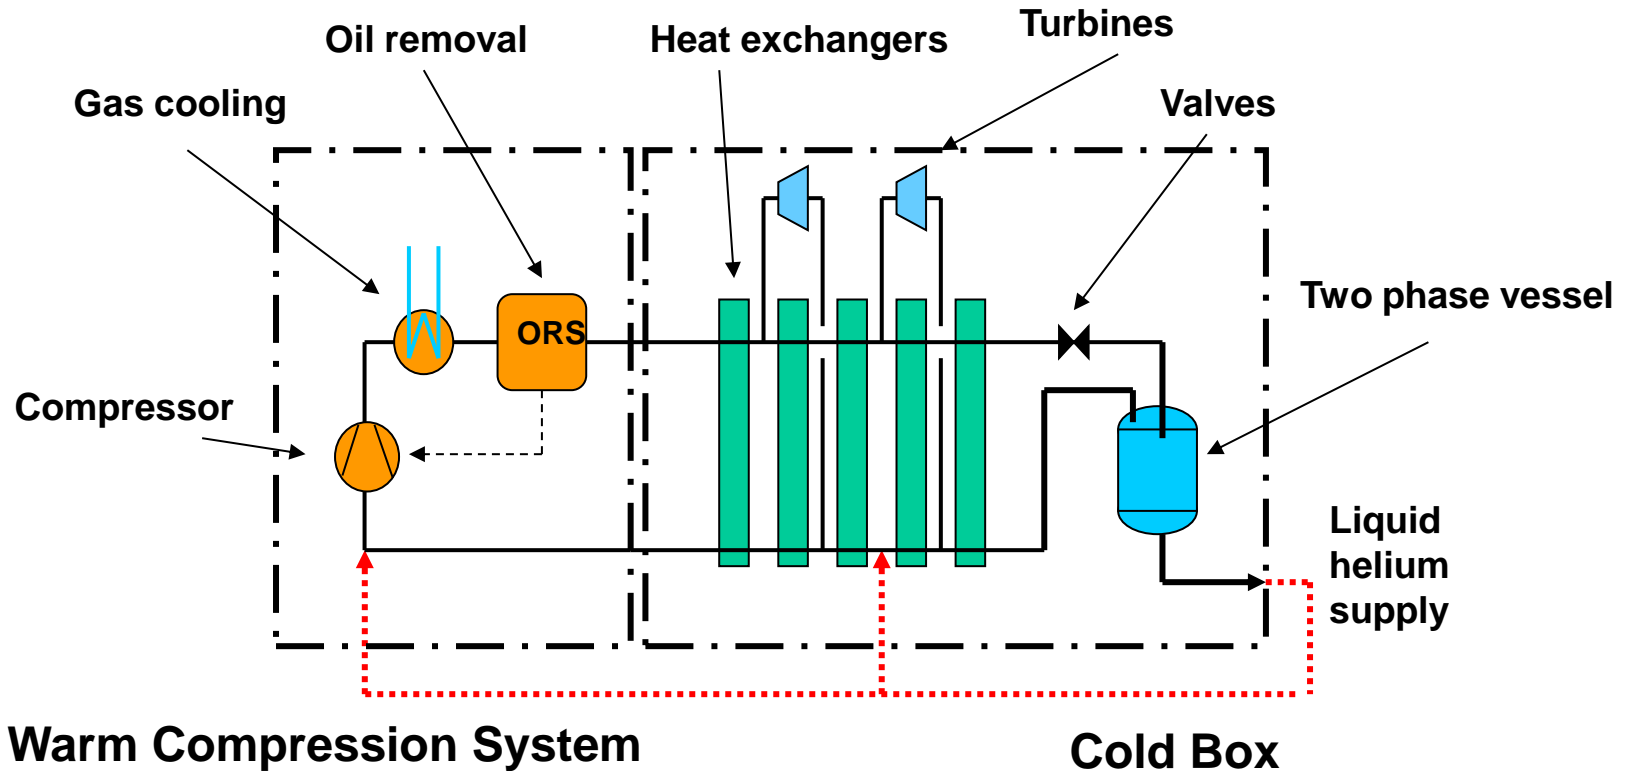 Turbines
Oil removal
Heat exchangers
Gas cooling
Valves
Two phase vessel
ORS
Compressor
Liquid
helium
supply
Warm Compression System
Cold Box